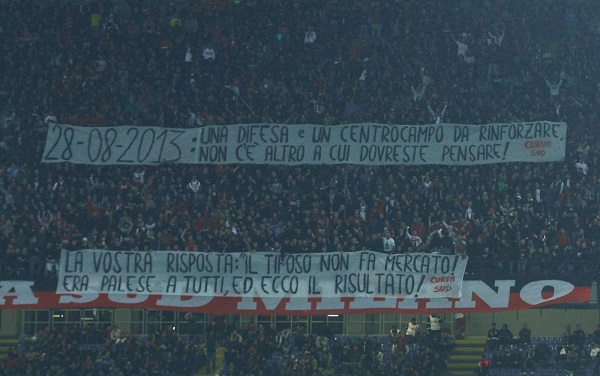 28-08-2013: UNA DIFESA e UN CENTROCAMPO DA RINFORZARE.
NON C'È ALTRO A CUI DOVRESTE PENSARE! CURVA SUD
LA VOSTRA RISPOSTA: "IL TIFOSO NON FA MERCATO!"
ERA PALESE A TUTTI, ED ECCO IL RISULTATO! CURVA SUD
A SUD MILANO